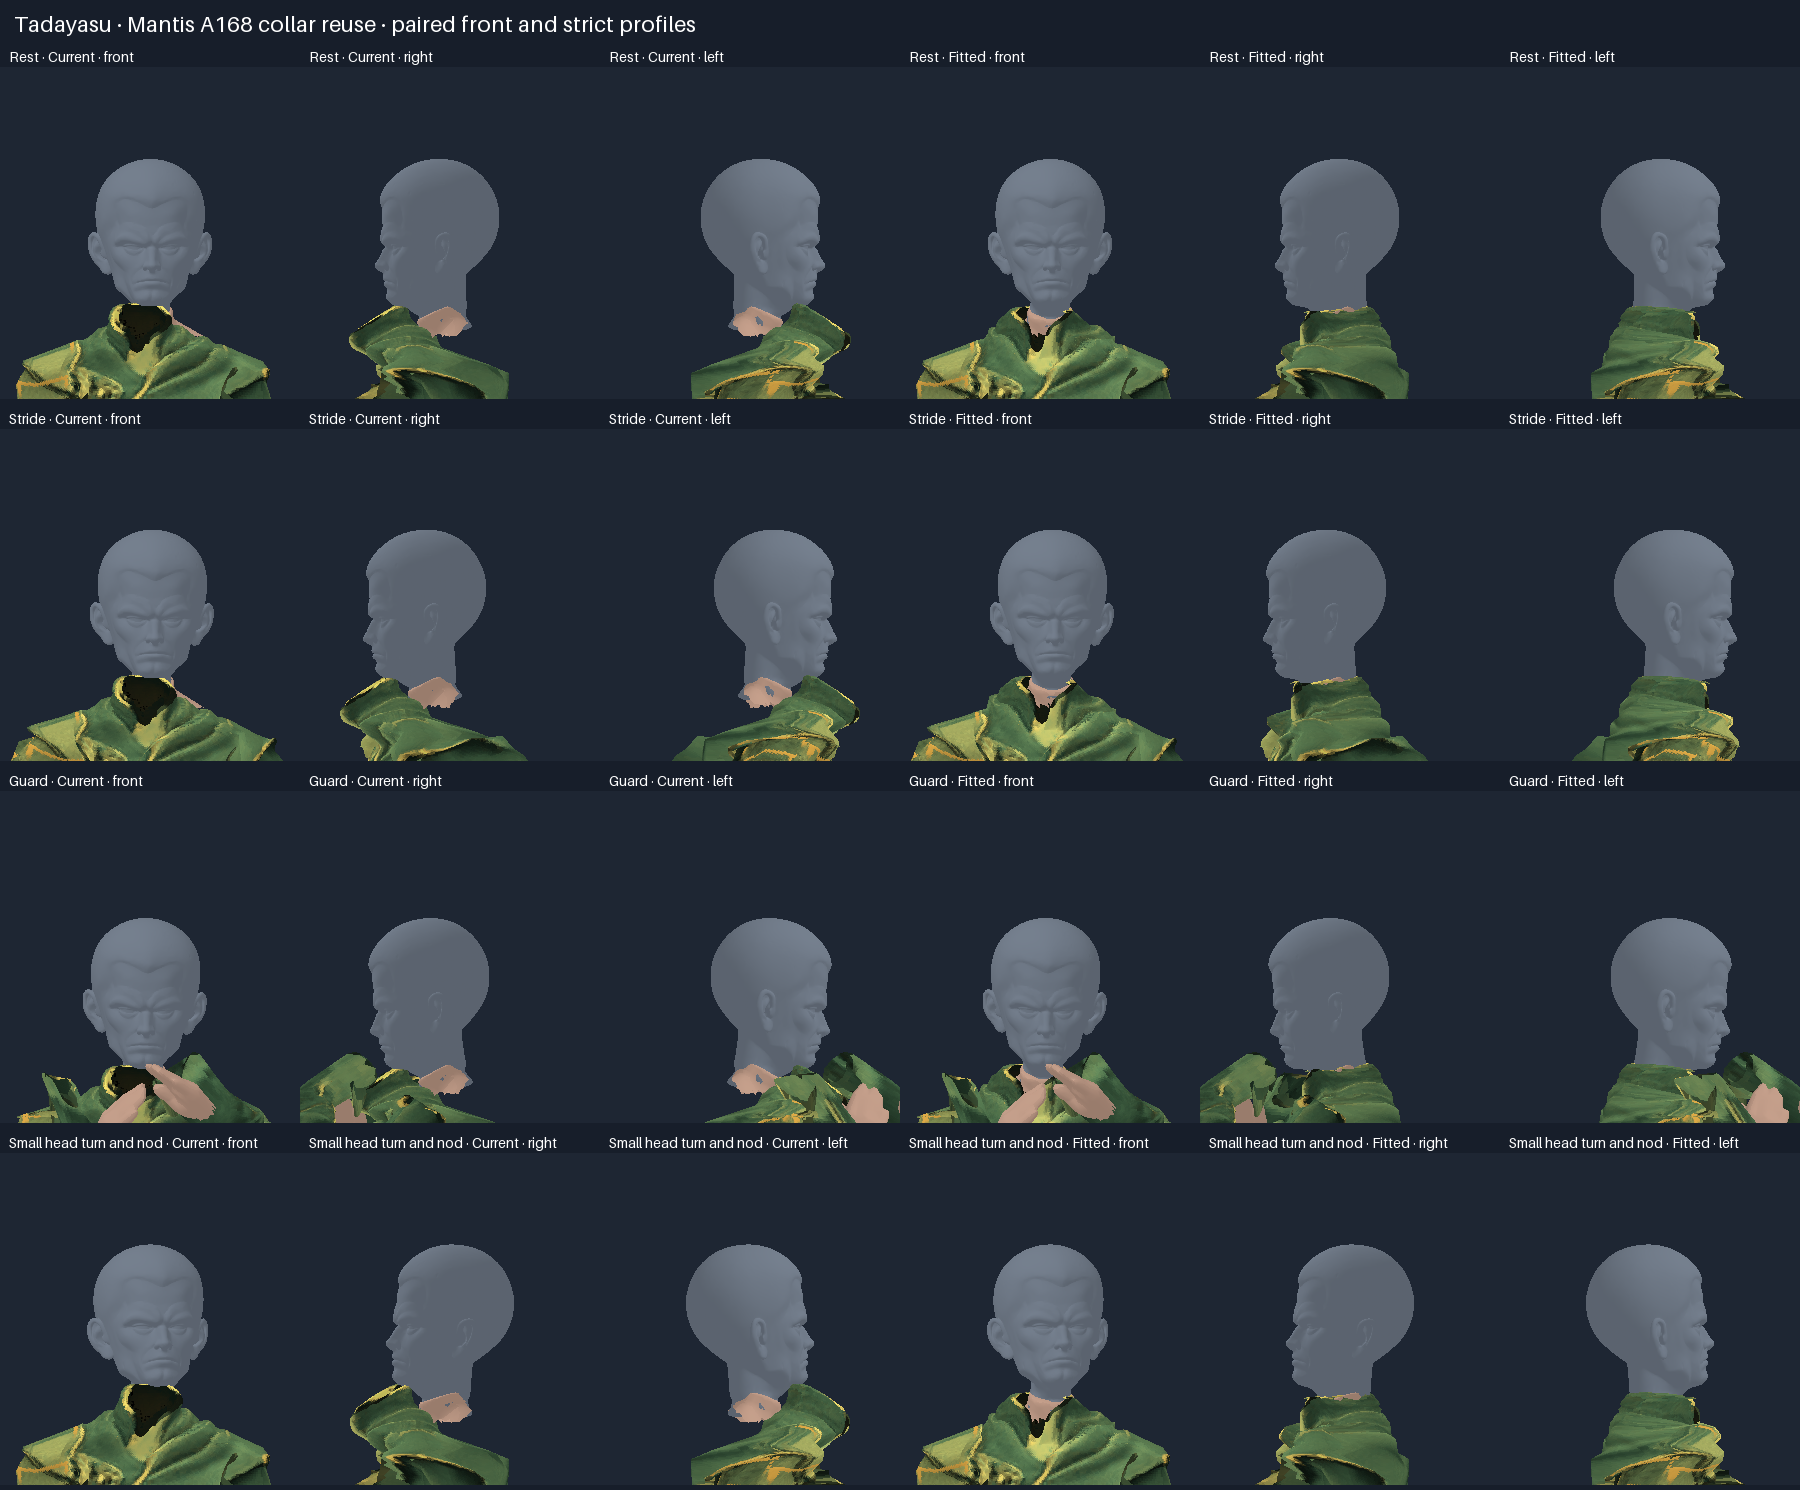 Tadayasu · Mantis A168 collar reuse · paired front and strict profiles
Rest · Current · front
Rest · Current · right
Rest · Current · left
Rest · Fitted · front
Rest · Fitted · right
Rest · Fitted · left
Stride · Current · front
Stride · Current · right
Stride · Current · left
Stride · Fitted · front
Stride · Fitted · right
Stride · Fitted · left
Guard · Current · front
Guard · Current · right
Guard · Current · left
Guard · Fitted · front
Guard · Fitted · right
Guard · Fitted · left
Small head turn and nod · Current · front
Small head turn and nod · Current · right
Small head turn and nod · Current · left
Small head turn and nod · Fitted · front
Small head turn and nod · Fitted · right
Small head turn and nod · Fitted · left